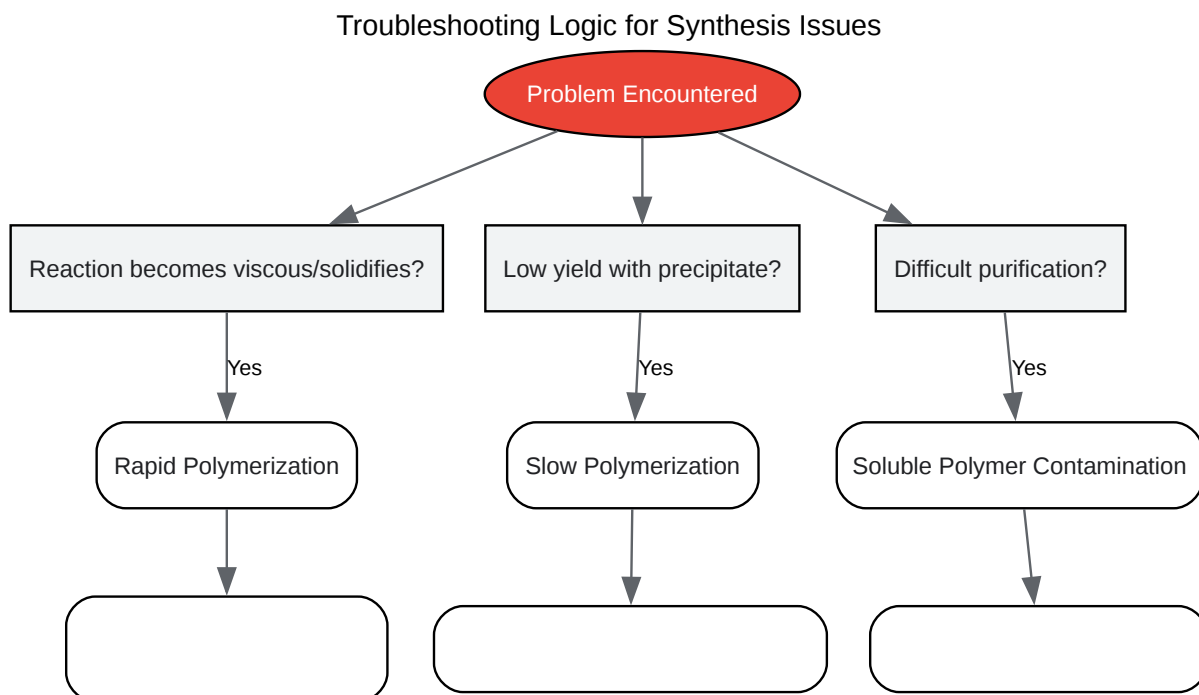 Troubleshooting Logic for Synthesis Issues
Problem Encountered
Reaction becomes viscous/solidifies?
Low yield with precipitate?
Difficult purification?
Yes
Yes
Yes
Rapid Polymerization
Slow Polymerization
Soluble Polymer Contamination